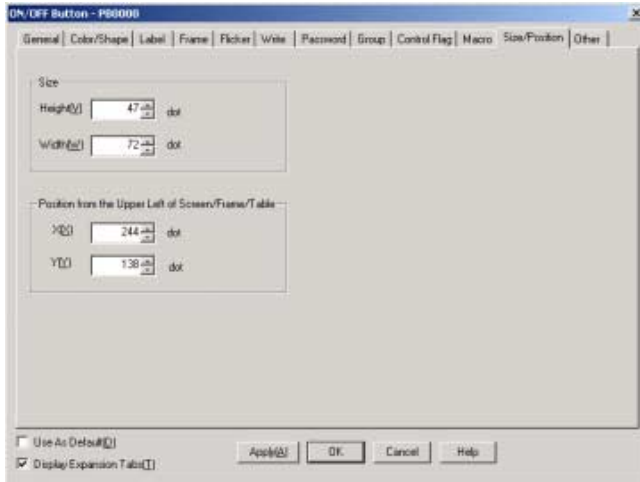 ON/OFF Button - PB0000
General Color/Shape Label Frame Flicker Write Password Group Control Flag Macro Size/Position Other
Size
Height(V) 47 dot
Width(W) 72 dot
Position from the Upper Left of Screen/Frame/Table
X(X) 244 dot
Y(Y) 138 dot
Use As Default(D)
Display Expansion Tabs(T)
Apply(A) OK Cancel Help